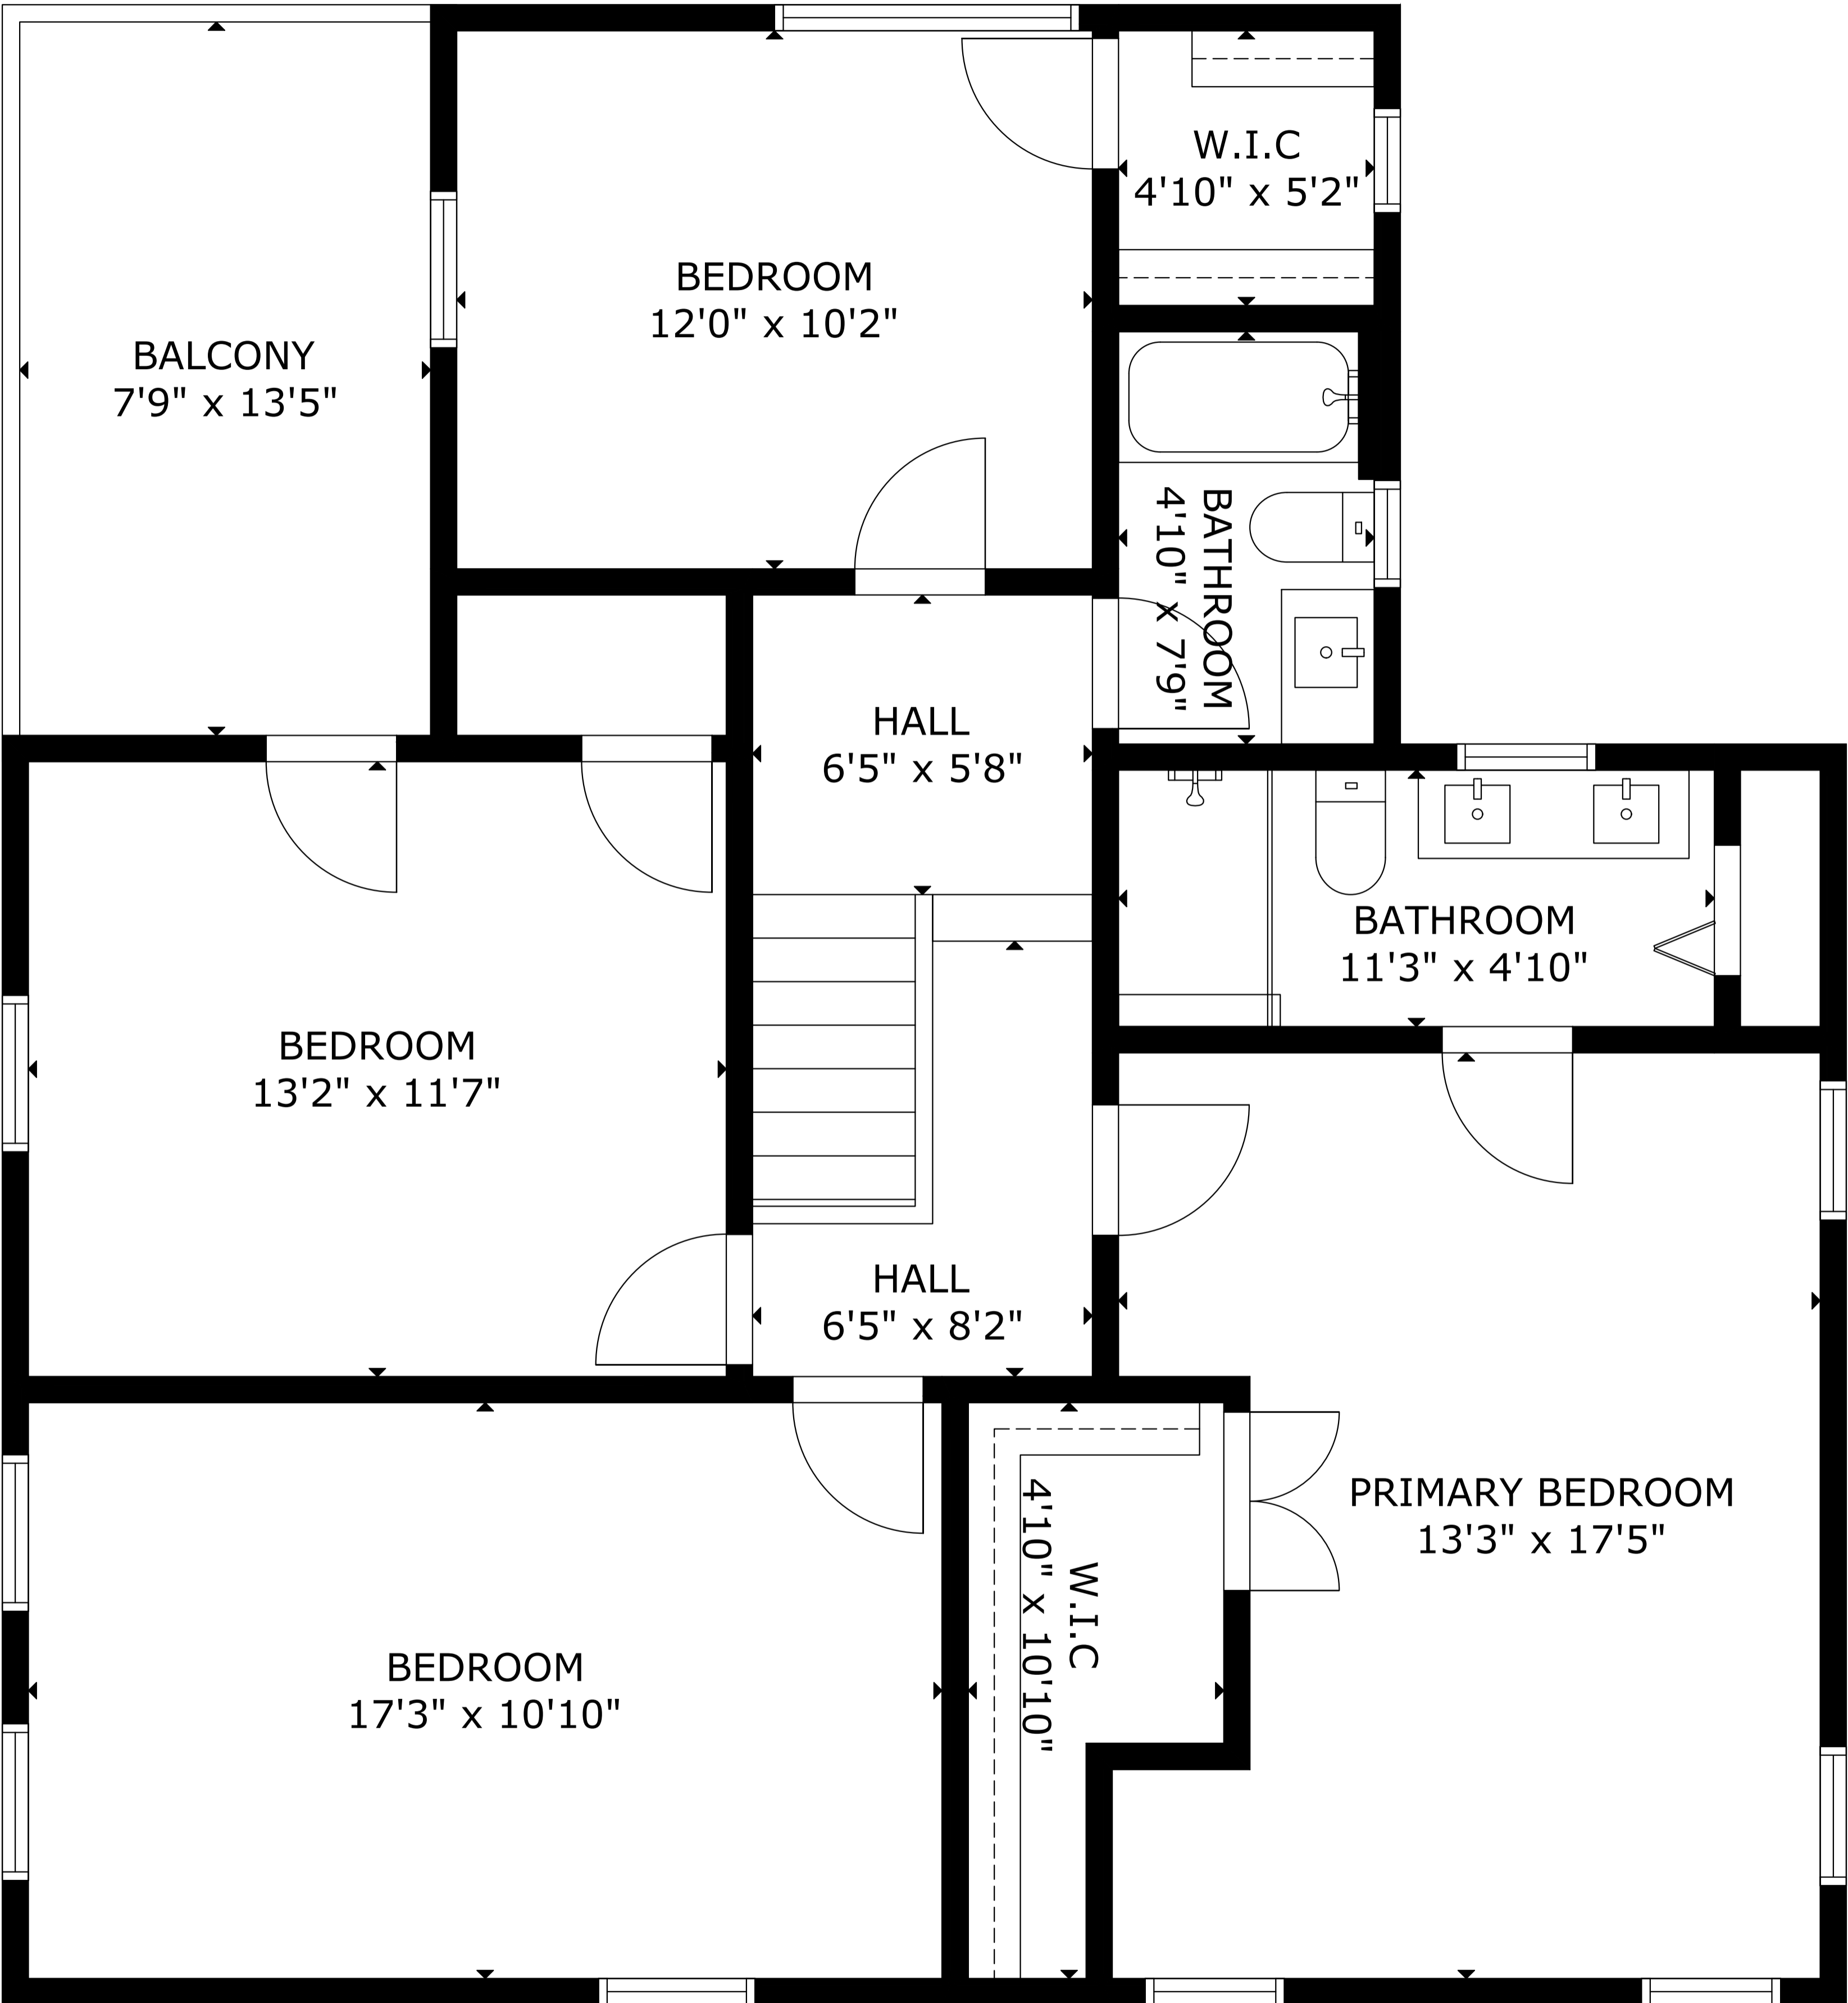 W.I.C
4'10" x 5'2"
BEDROOM
12'0" x 10'2"
BALCONY
7'9" x 13'5"
BATHROOM
4'10" x 7'9"
HALL
6'5" x 5'8"
BATHROOM
11'3" x 4'10"
BEDROOM
13'2" x 11'7"
HALL
6'5" x 8'2"
PRIMARY BEDROOM
13'3" x 17'5"
W.I.C
4'10" x 10'10"
BEDROOM
17'3" x 10'10"